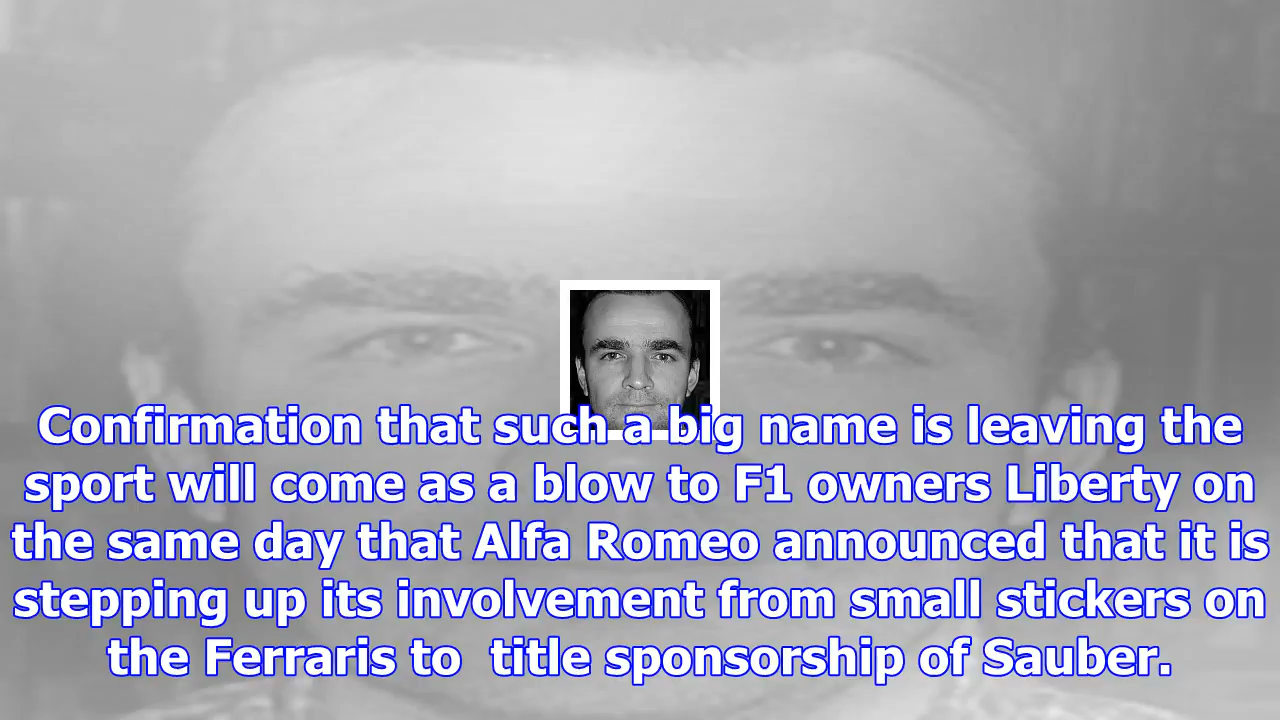 Confirmation that such a big name is leaving the
sport will come as a blow to F1 owners Liberty on
the same day that Alfa Romeo announced that it is
stepping up its involvement from small stickers on
the Ferraris to  title sponsorship of Sauber.